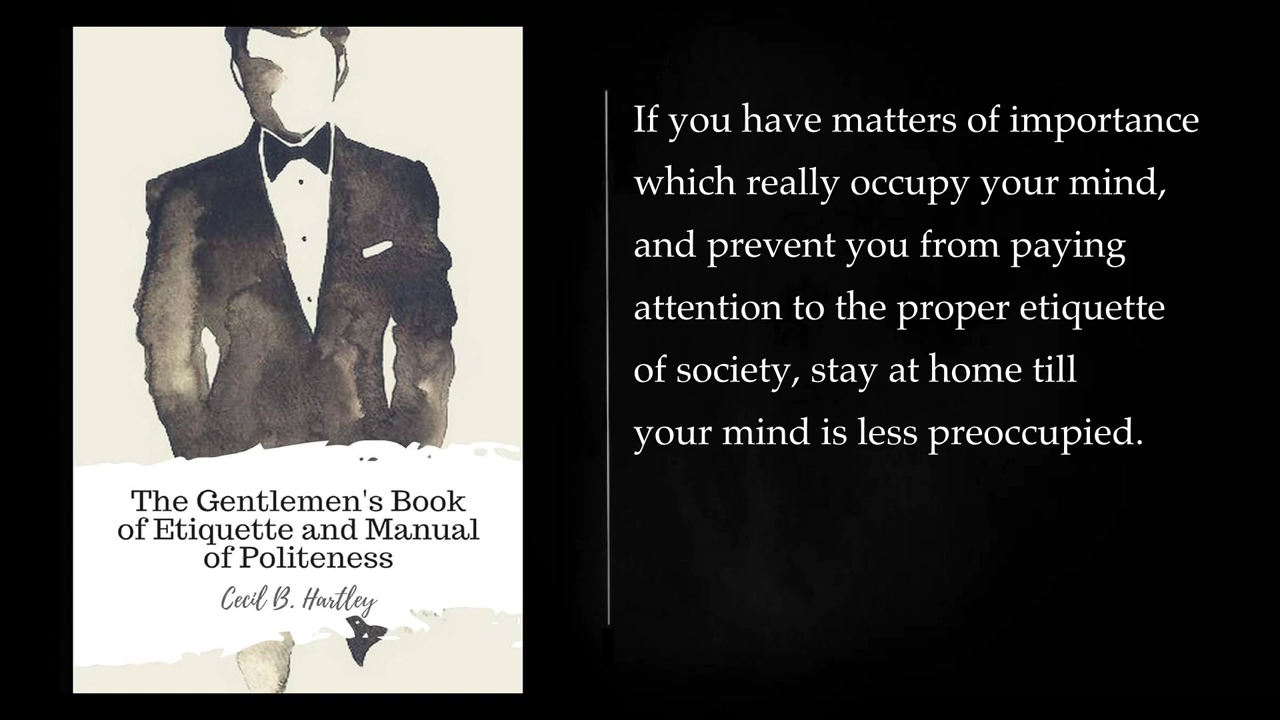 The Gentlemen's Book
of Etiquette and Manual
of Politeness
Cecil B. Hartley
If you have matters of importance
which really occupy your mind,
and prevent you from paying
attention to the proper etiquette
of society, stay at home till
your mind is less preoccupied.